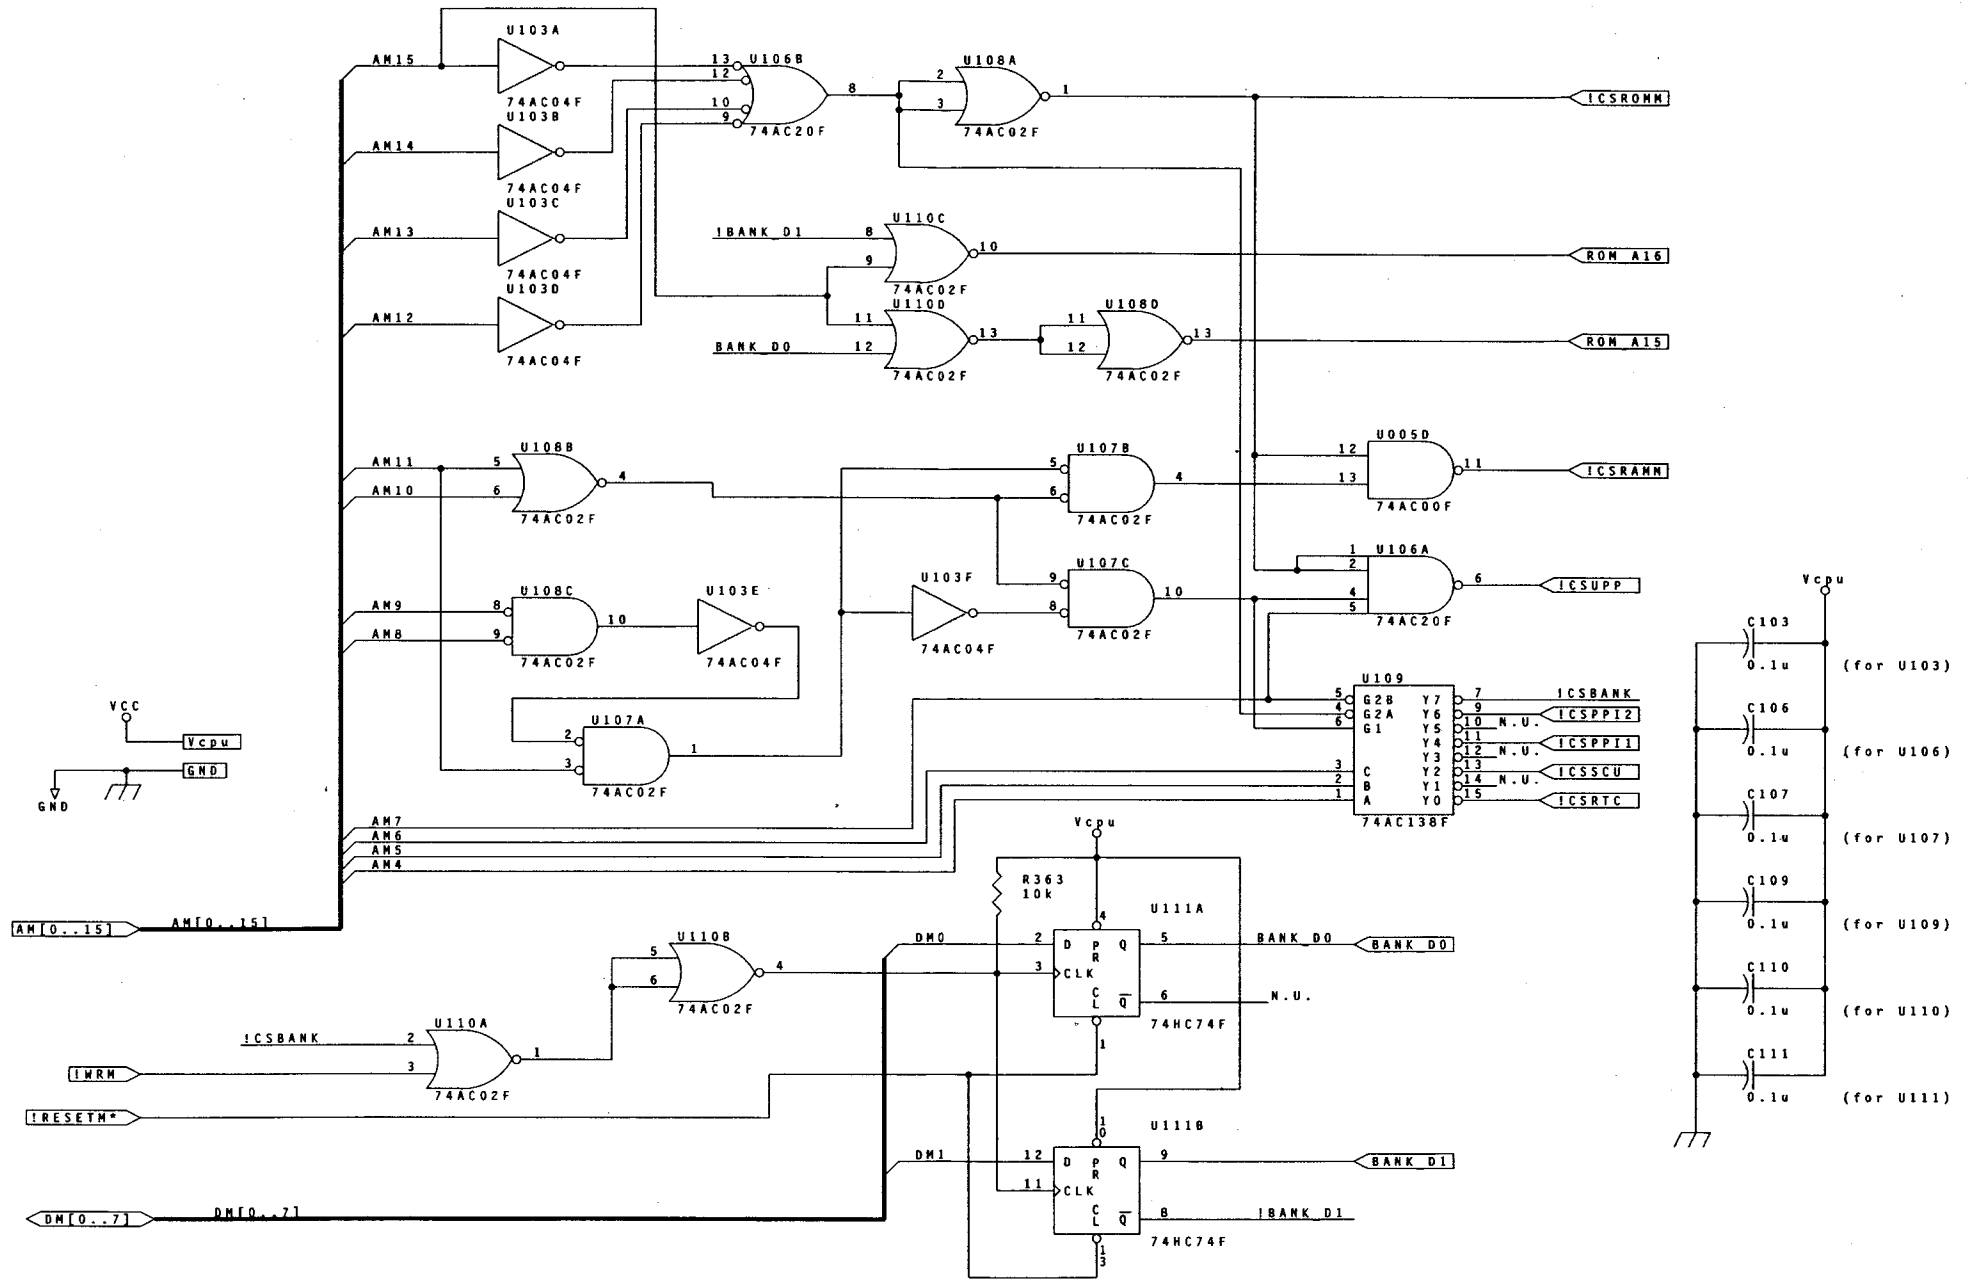 U103A
AM15
74AC04F
U103B
AM14
74AC04F
U103C
AM13
74AC04F
U103D
AM12
74AC04F
13 U106B
12
10
9
8
74AC20F
U108A
2
3
1
74AC02F
!CSROMM
U110C
!BANK_D1 8
9
10
74AC02F
ROM_A16
U110D
11
BANK_D0 12
13
74AC02F
U108D
11
12
13
74AC02F
ROM_A15
U108B
AM11 5
AM10 6
4
74AC02F
U107B
5
6
4
74AC02F
U005D
12
13
11
74AC00F
!CSRAMM
U108C
AM9 8
AM8 9
10
74AC02F
U103E
74AC04F
U103F
74AC04F
U107C
9
8
10
74AC02F
U106A
1
2
4
5
6
74AC20F
!CSUPP
U107A
2
3
1
74AC02F
U109
5 G2B Y7 7 !CSBANK
4 G2A Y6 9 !CSPPI2
6 G1 Y5 10 N.U.
Y4 11 !CSPPI1
Y3 12 N.U.
3 C Y2 13 !CSSCU
2 B Y1 14 N.U.
1 A Y0 15 !CSRTC
74AC138F
VCC
Vcpu
GND
GND
AM7
AM6
AM5
AM4
AM[0..15] AM[0..15]
Vcpu
R363
10k
U111A
4
DM0 2 D PR Q 5 BANK_D0 BANK_D0
3 CLK
CL Q 6 N.U.
1
74HC74F
U110B
5
6
4
74AC02F
U110A
!CSBANK 2
!WRM 3
1
74AC02F
!RESETM*
U111B
10
DM1 12 D PR Q 9 BANK_D1
11 CLK
CL Q 8 !BANK_D1
13
74HC74F
DM[0..7] DM[0..7]
Vcpu
C103
0.1u (for U103)
C106
0.1u (for U106)
C107
0.1u (for U107)
C109
0.1u (for U109)
C110
0.1u (for U110)
C111
0.1u (for U111)